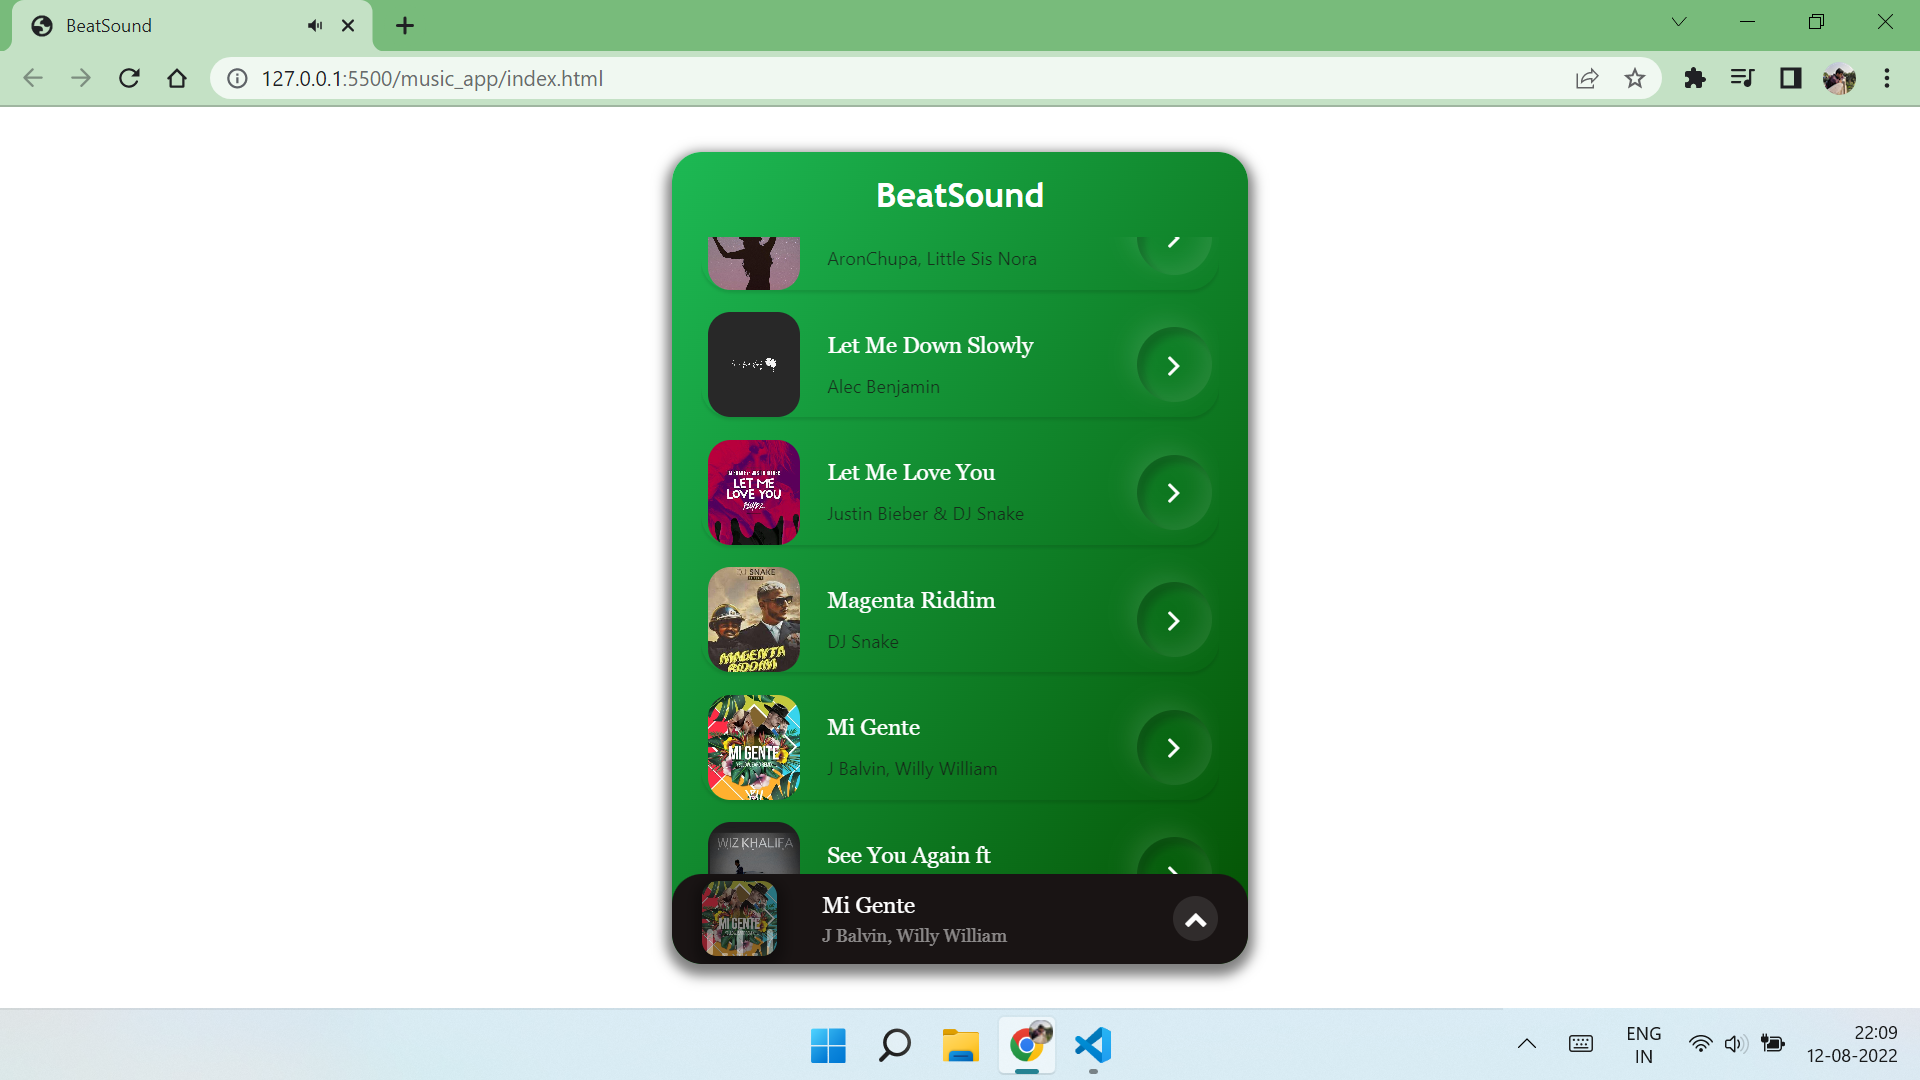 BeatSound
127.0.0.1:5500/music_app/index.html
BeatSound
AronChupa, Little Sis Nora
Let Me Down Slowly
Alec Benjamin
LET ME
LOVE YOU
Let Me Love You
Justin Bieber & DJ Snake
DJ SNAKE
MAGENTA
RIDDIM
Magenta Riddim
DJ Snake
MI GENTE
Mi Gente
J Balvin, Willy William
WIZ KHALIFA
See You Again ft
MI GENTE
Mi Gente
J Balvin, Willy William
ENG
IN
22:09
12-08-2022